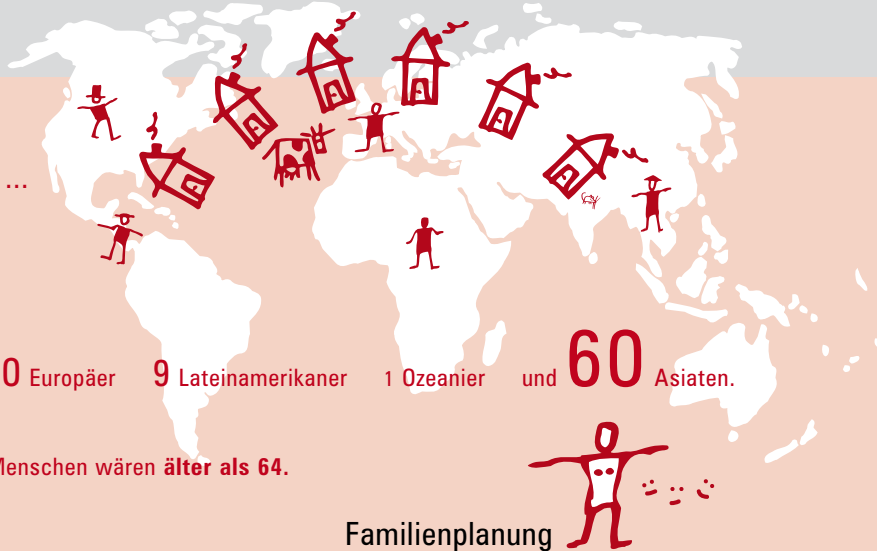 ...
0 Europäer 9 Lateinamerikaner 1 Ozeanier und 60 Asiaten.
Menschen wären älter als 64.
Familienplanung